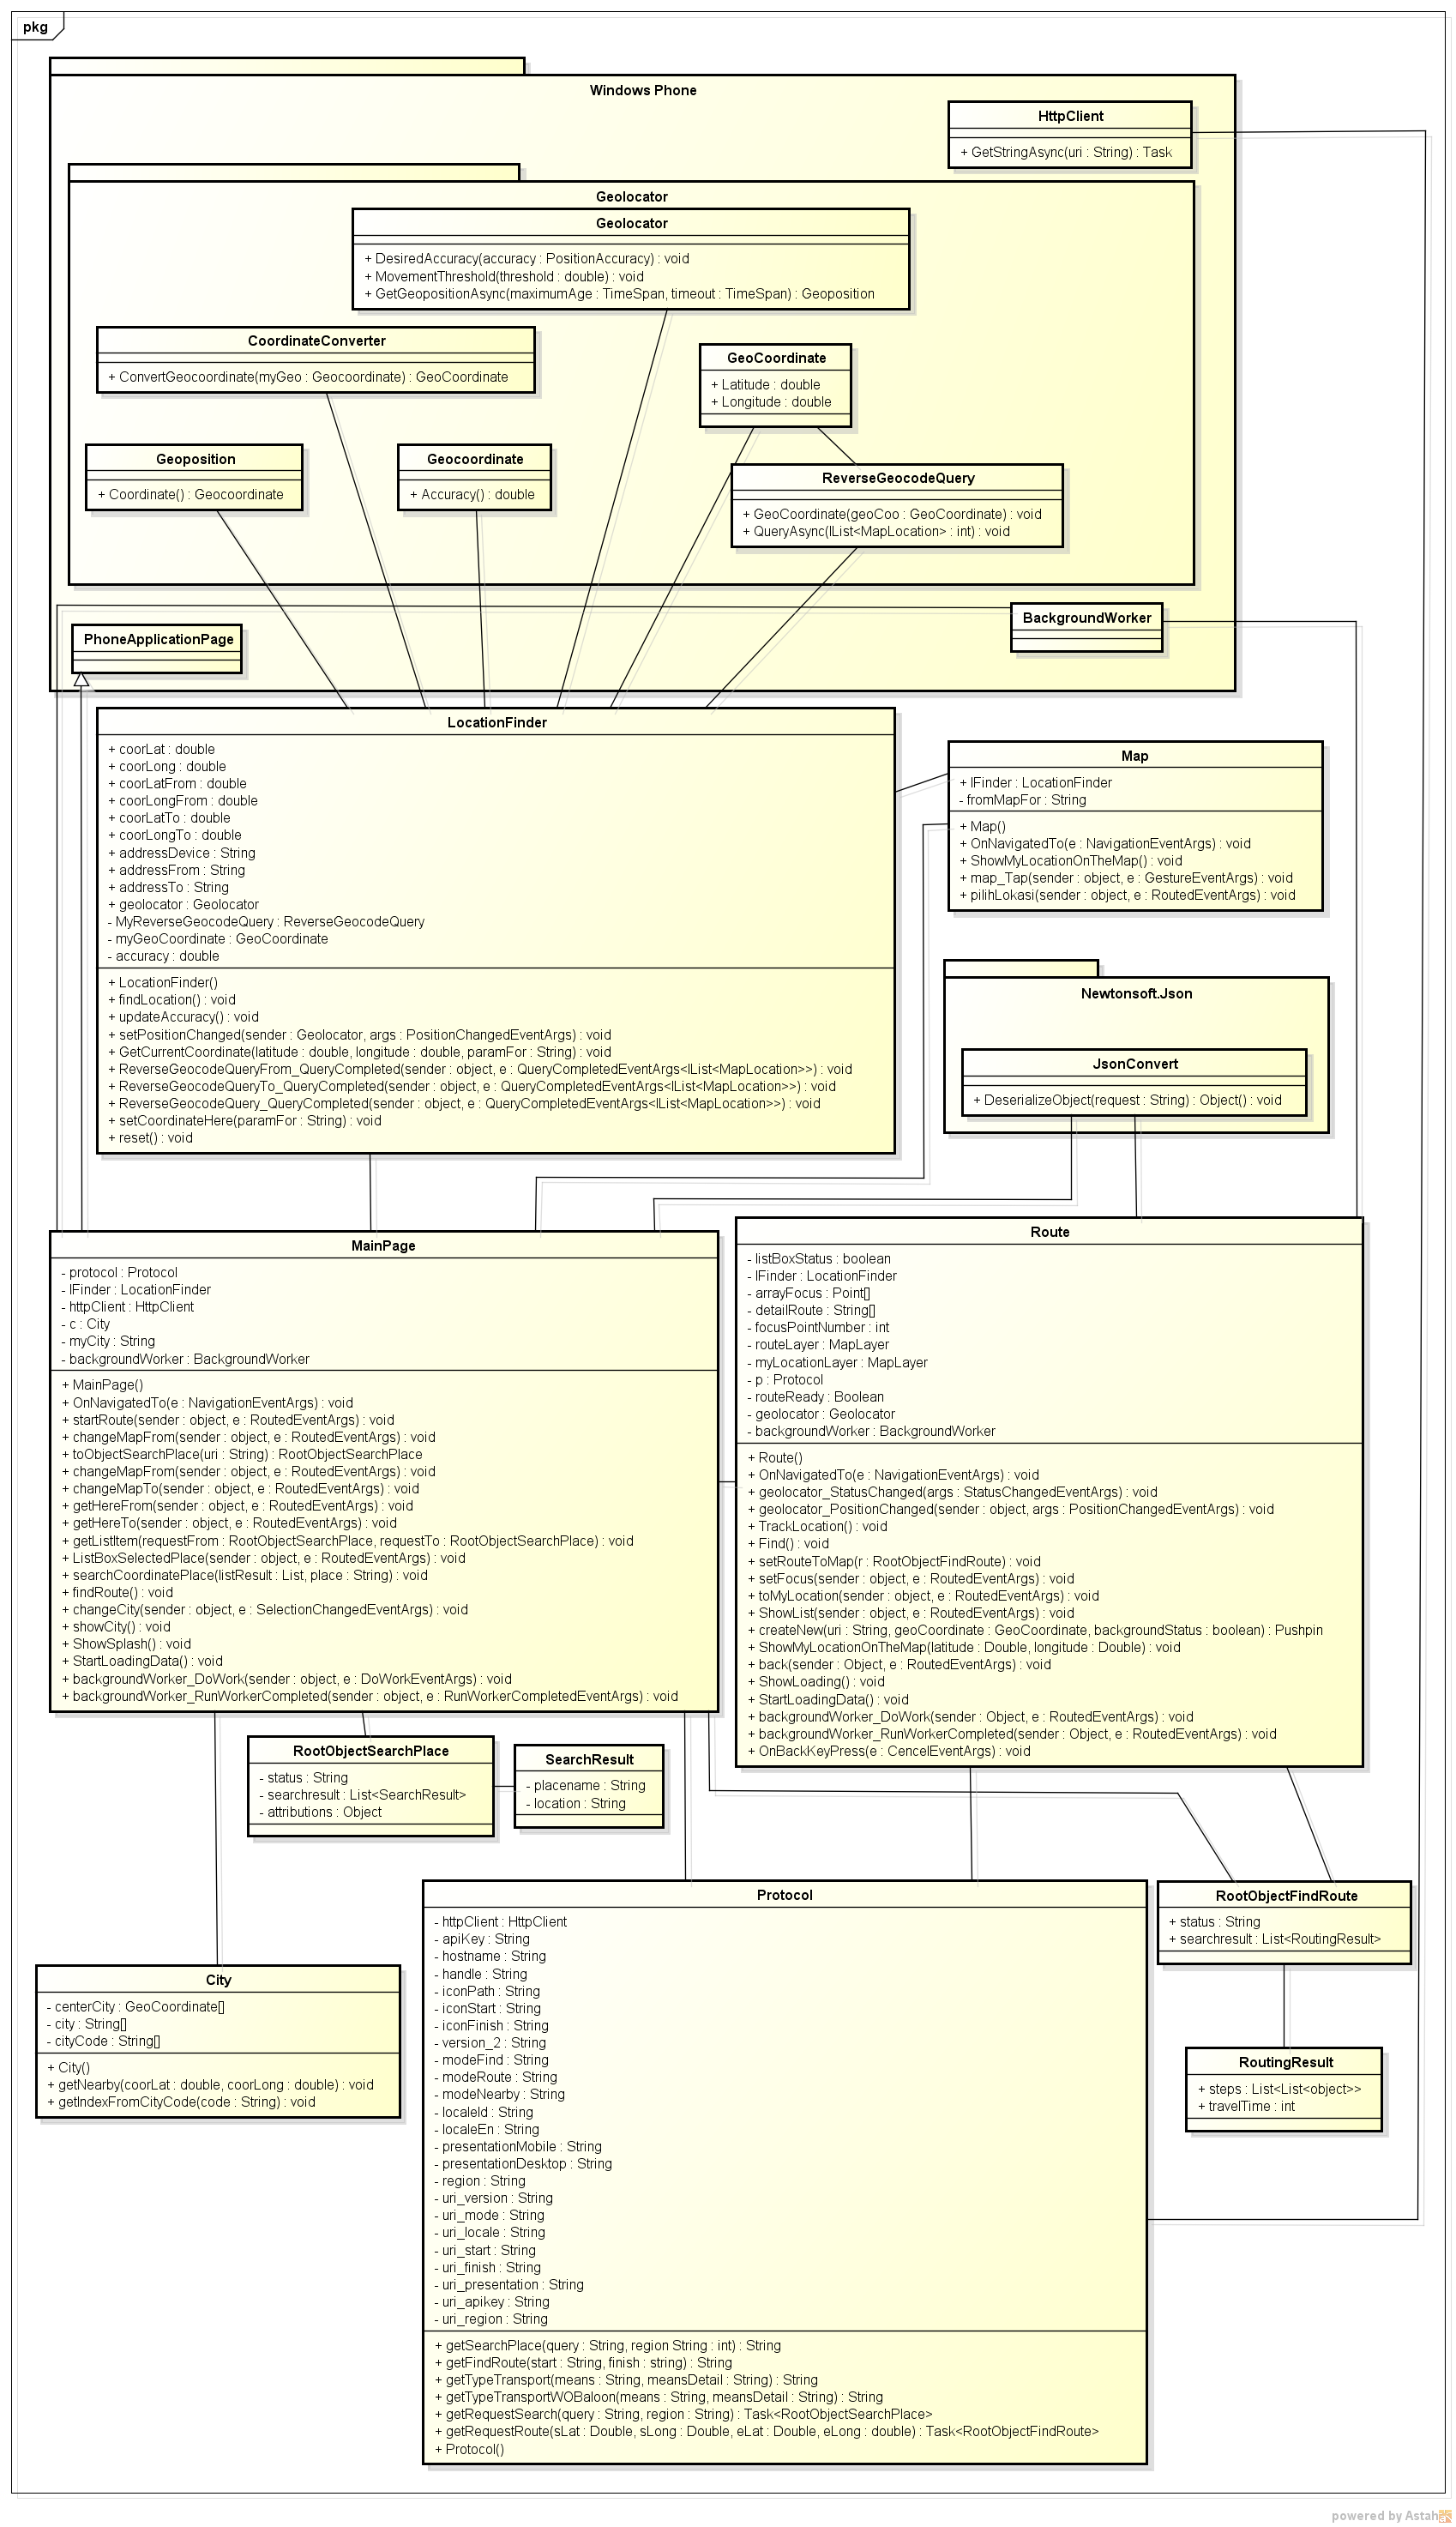 pkg
Windows Phone
HttpClient
+ GetStringAsync(uri : String) : Task
Geolocator
Geolocator
+ DesiredAccuracy(accuracy : PositionAccuracy) : void
+ MovementThreshold(threshold : double) : void
+ GetGeopositionAsync(maximumAge : TimeSpan, timeout : TimeSpan) : Geoposition
CoordinateConverter
+ ConvertGeocoordinate(myGeo : Geocoordinate) : GeoCoordinate
GeoCoordinate
+ Latitude : double
+ Longitude : double
Geoposition
+ Coordinate() : Geocoordinate
Geocoordinate
+ Accuracy() : double
ReverseGeocodeQuery
+ GeoCoordinate(geoCoo : GeoCoordinate) : void
+ QueryAsync(IList<MapLocation> : int) : void
BackgroundWorker
PhoneApplicationPage
LocationFinder
+ coorLat : double
+ coorLong : double
+ coorLatFrom : double
+ coorLongFrom : double
+ coorLatTo : double
+ coorLongTo : double
+ addressDevice : String
+ addressFrom : String
+ addressTo : String
+ geolocator : Geolocator
- MyReverseGeocodeQuery : ReverseGeocodeQuery
- myGeoCoordinate : GeoCoordinate
- accuracy : double
+ LocationFinder()
+ findLocation() : void
+ updateAccuracy() : void
+ setPositionChanged(sender : Geolocator, args : PositionChangedEventArgs) : void
+ GetCurrentCoordinate(latitude : double, longitude : double, paramFor : String) : void
+ ReverseGeocodeQueryFrom_QueryCompleted(sender : object, e : QueryCompletedEventArgs<IList<MapLocation>>) : void
+ ReverseGeocodeQueryTo_QueryCompleted(sender : object, e : QueryCompletedEventArgs<IList<MapLocation>>) : void
+ ReverseGeocodeQuery_QueryCompleted(sender : object, e : QueryCompletedEventArgs<IList<MapLocation>>) : void
+ setCoordinateHere(paramFor : String) : void
+ reset() : void
Map
+ lFinder : LocationFinder
- fromMapFor : String
+ Map()
+ OnNavigatedTo(e : NavigationEventArgs) : void
+ ShowMyLocationOnTheMap() : void
+ map_Tap(sender : object, e : GestureEventArgs) : void
+ pilihLokasi(sender : object, e : RoutedEventArgs) : void
Newtonsoft.Json
JsonConvert
+ DeserializeObject(request : String) : Object() : void
MainPage
- protocol : Protocol
- lFinder : LocationFinder
- httpClient : HttpClient
- c : City
- myCity : String
- backgroundWorker : BackgroundWorker
+ MainPage()
+ OnNavigatedTo(e : NavigationEventArgs) : void
+ startRoute(sender : object, e : RoutedEventArgs) : void
+ changeMapFrom(sender : object, e : RoutedEventArgs) : void
+ toObjectSearchPlace(uri : String) : RootObjectSearchPlace
+ changeMapFrom(sender : object, e : RoutedEventArgs) : void
+ changeMapTo(sender : object, e : RoutedEventArgs) : void
+ getHereFrom(sender : object, e : RoutedEventArgs) : void
+ getHereTo(sender : object, e : RoutedEventArgs) : void
+ getListItem(requestFrom : RootObjectSearchPlace, requestTo : RootObjectSearchPlace) : void
+ ListBoxSelectedPlace(sender : object, e : RoutedEventArgs) : void
+ searchCoordinatePlace(listResult : List, place : String) : void
+ findRoute() : void
+ changeCity(sender : object, e : SelectionChangedEventArgs) : void
+ showCity() : void
+ ShowSplash() : void
+ StartLoadingData() : void
+ backgroundWorker_DoWork(sender : object, e : DoWorkEventArgs) : void
+ backgroundWorker_RunWorkerCompleted(sender : object, e : RunWorkerCompletedEventArgs) : void
Route
- listBoxStatus : boolean
- lFinder : LocationFinder
- arrayFocus : Point[]
- detailRoute : String[]
- focusPointNumber : int
- routeLayer : MapLayer
- myLocationLayer : MapLayer
- p : Protocol
- routeReady : Boolean
- geolocator : Geolocator
- backgroundWorker : BackgroundWorker
+ Route()
+ OnNavigatedTo(e : NavigationEventArgs) : void
+ geolocator_StatusChanged(args : StatusChangedEventArgs) : void
+ geolocator_PositionChanged(sender : object, args : PositionChangedEventArgs) : void
+ TrackLocation() : void
+ Find() : void
+ setRouteToMap(r : RootObjectFindRoute) : void
+ setFocus(sender : object, e : RoutedEventArgs) : void
+ toMyLocation(sender : object, e : RoutedEventArgs) : void
+ ShowList(sender : object, e : RoutedEventArgs) : void
+ createNew(uri : String, geoCoordinate : GeoCoordinate, backgroundStatus : boolean) : Pushpin
+ ShowMyLocationOnTheMap(latitude : Double, longitude : Double) : void
+ back(sender : Object, e : RoutedEventArgs) : void
+ ShowLoading() : void
+ StartLoadingData() : void
+ backgroundWorker_DoWork(sender : Object, e : RoutedEventArgs) : void
+ backgroundWorker_RunWorkerCompleted(sender : Object, e : RoutedEventArgs) : void
+ OnBackKeyPress(e : CencelEventArgs) : void
RootObjectSearchPlace
- status : String
- searchresult : List<SearchResult>
- attributions : Object
SearchResult
- placename : String
- location : String
City
- centerCity : GeoCoordinate[]
- city : String[]
- cityCode : String[]
+ City()
+ getNearby(coorLat : double, coorLong : double) : void
+ getIndexFromCityCode(code : String) : void
Protocol
- httpClient : HttpClient
- apiKey : String
- hostname : String
- handle : String
- iconPath : String
- iconStart : String
- iconFinish : String
- version_2 : String
- modeFind : String
- modeRoute : String
- modeNearby : String
- localeId : String
- localeEn : String
- presentationMobile : String
- presentationDesktop : String
- region : String
- uri_version : String
- uri_mode : String
- uri_locale : String
- uri_start : String
- uri_finish : String
- uri_presentation : String
- uri_apikey : String
- uri_region : String
+ getSearchPlace(query : String, region String : int) : String
+ getFindRoute(start : String, finish : string) : String
+ getTypeTransport(means : String, meansDetail : String) : String
+ getTypeTransportWOBaloon(means : String, meansDetail : String) : String
+ getRequestSearch(query : String, region : String) : Task<RootObjectSearchPlace>
+ getRequestRoute(sLat : Double, sLong : Double, eLat : Double, eLong : double) : Task<RootObjectFindRoute>
+ Protocol()
RootObjectFindRoute
+ status : String
+ searchresult : List<RoutingResult>
RoutingResult
+ steps : List<List<object>>
+ travelTime : int
powered by Astah